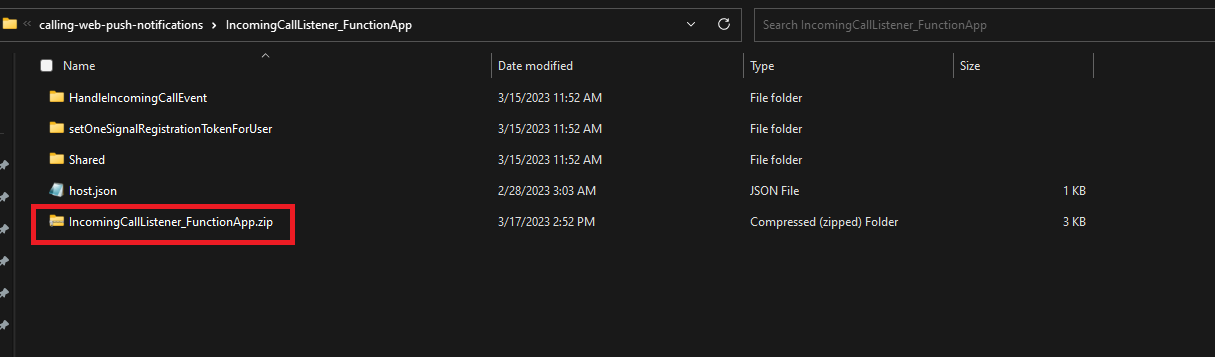 calling-web-push-notifications > IncomingCallListener_FunctionApp Search IncomingCallListener_FunctionApp
Name Date modified Type Size
HandleIncomingCallEvent 3/15/2023 11:52 AM File folder
setOneSignalRegistrationTokenForUser 3/15/2023 11:52 AM File folder
Shared 3/15/2023 11:52 AM File folder
host.json 2/28/2023 3:03 AM JSON File 1 KB
IncomingCallListener_FunctionApp.zip 3/17/2023 2:52 PM Compressed (zipped) Folder 3 KB